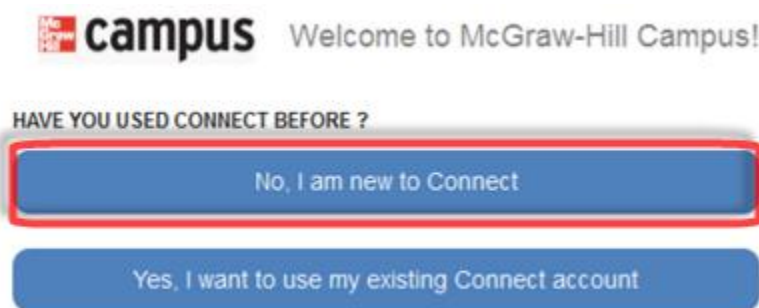 Mc Graw Hill campus Welcome to McGraw-Hill Campus!
HAVE YOU USED CONNECT BEFORE ?
No, I am new to Connect
Yes, I want to use my existing Connect account